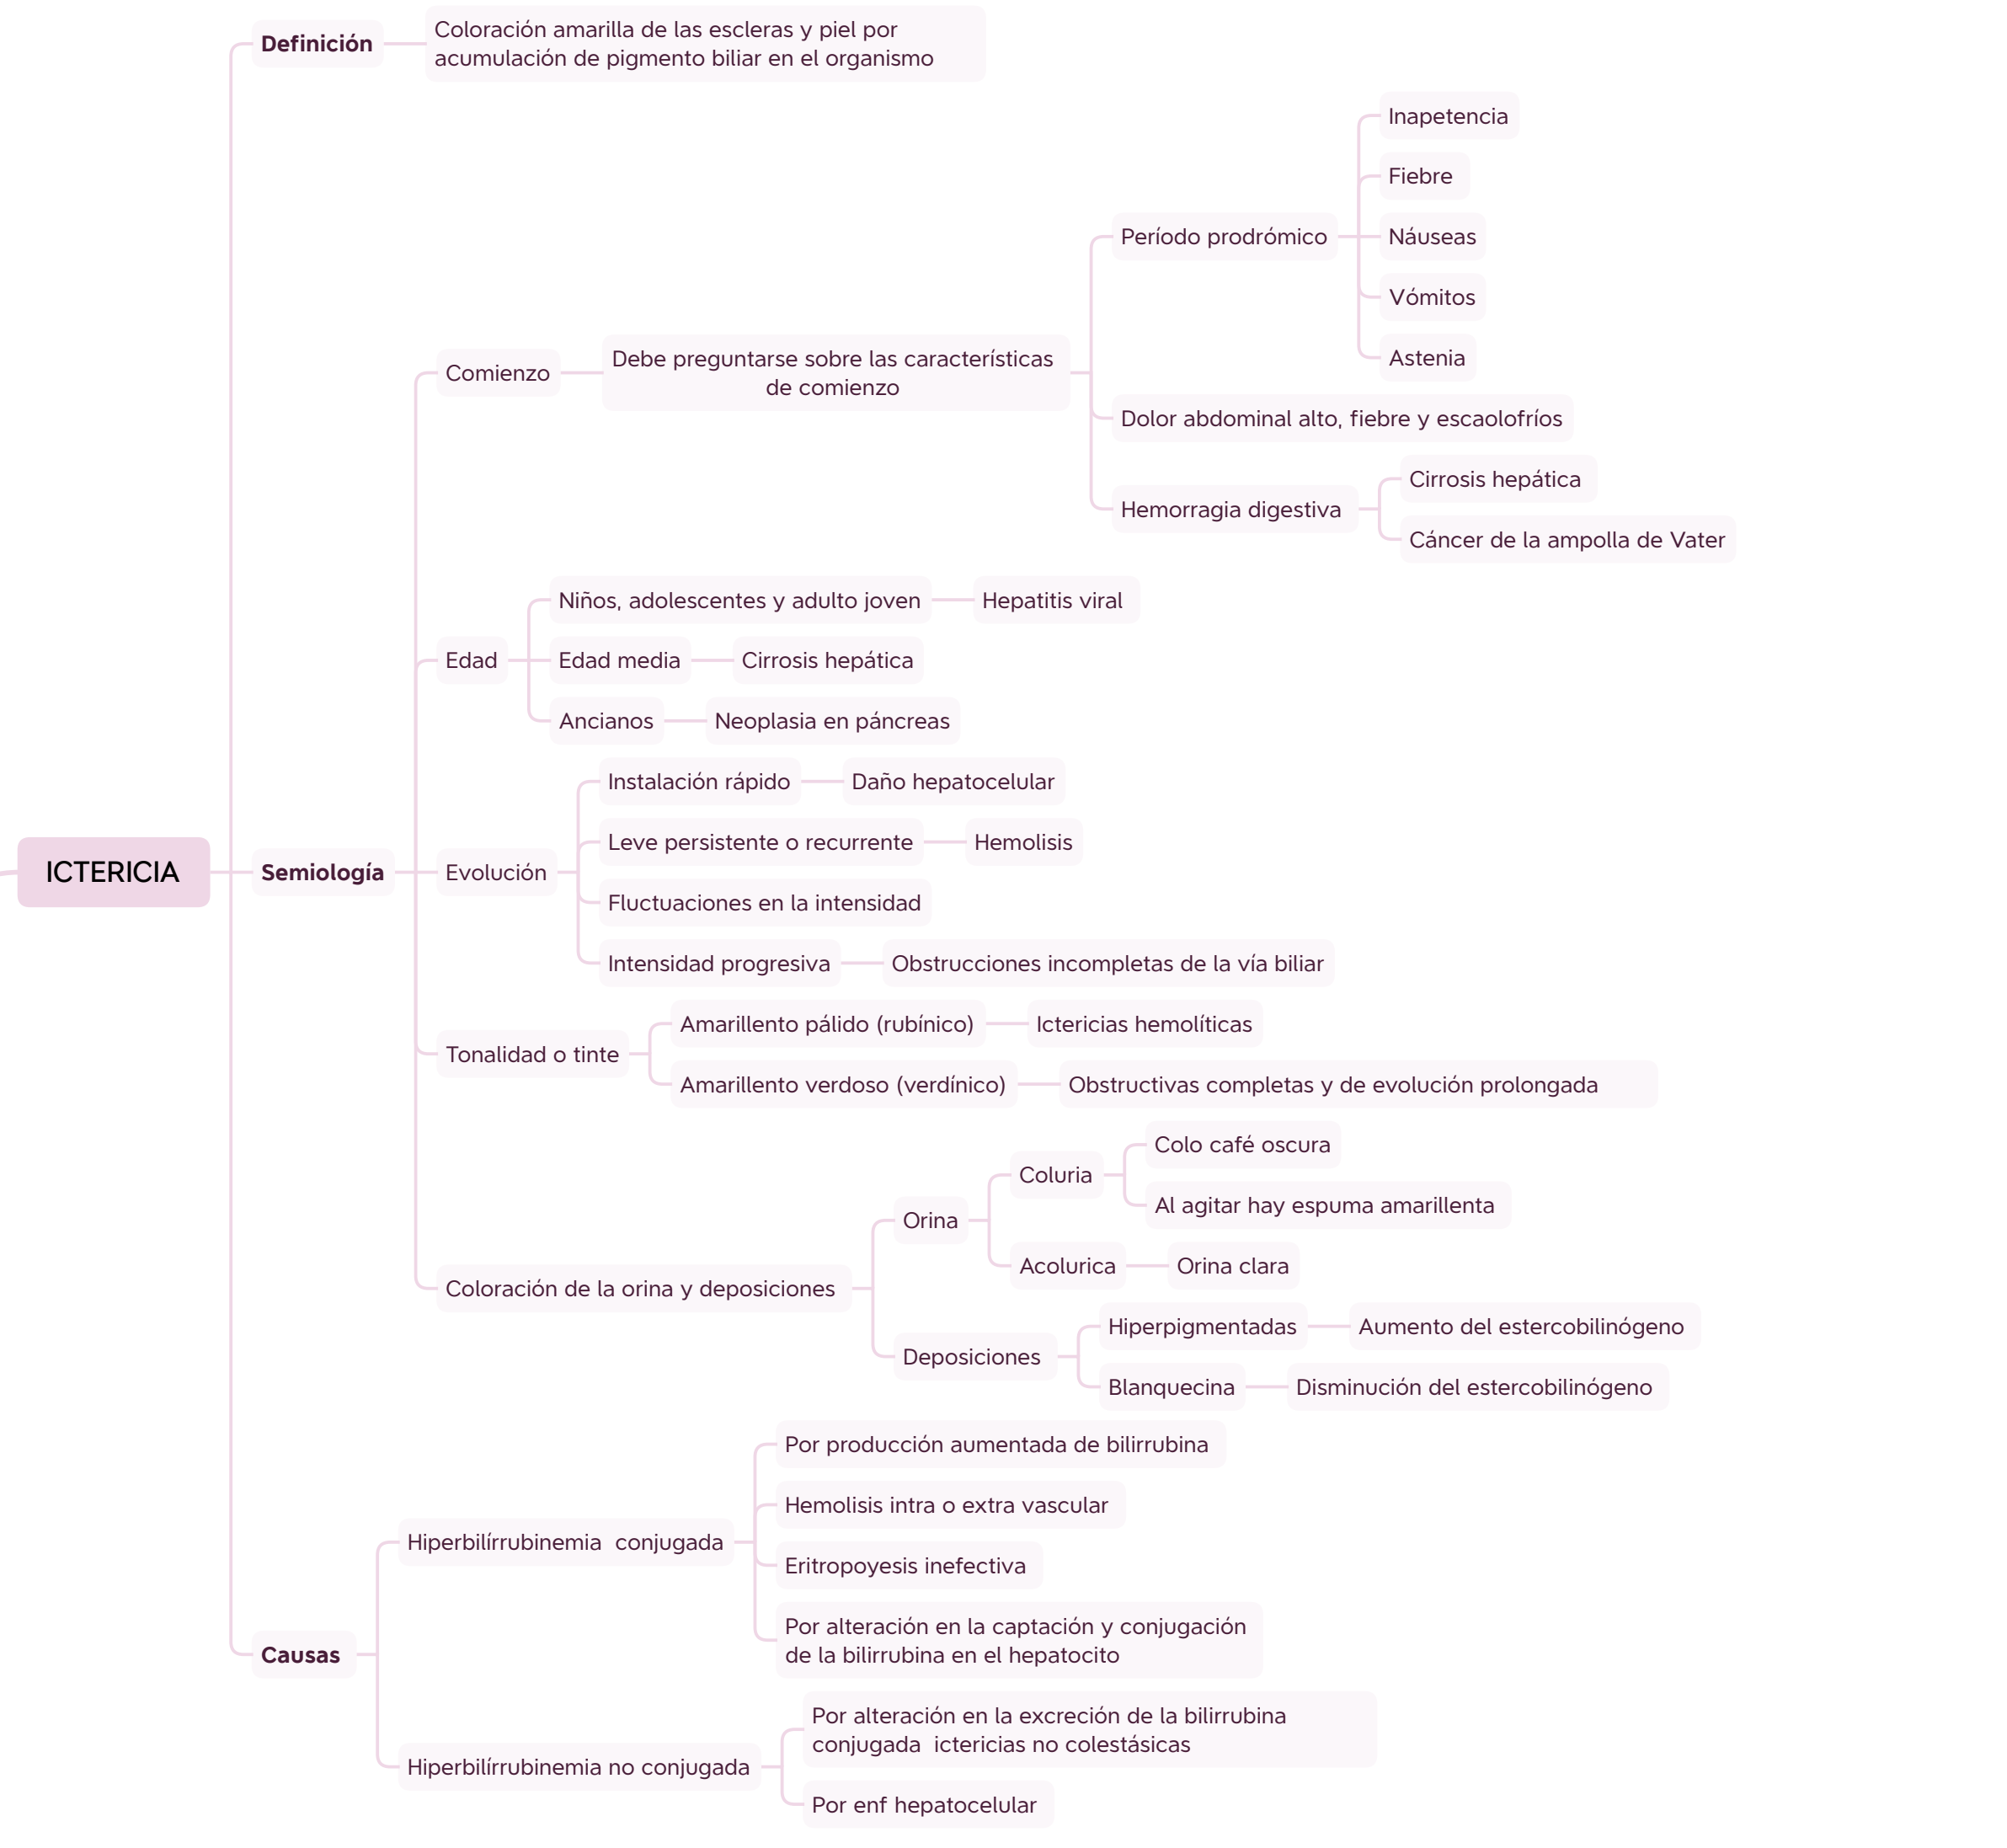 ICTERICIA
Definición
Coloración amarilla de las escleras y piel por
acumulación de pigmento biliar en el organismo
Semiología
Comienzo
Debe preguntarse sobre las características
de comienzo
Período prodrómico
Inapetencia
Fiebre
Náuseas
Vómitos
Astenia
Dolor abdominal alto, fiebre y escaolofríos
Hemorragia digestiva
Cirrosis hepática
Cáncer de la ampolla de Vater
Edad
Niños, adolescentes y adulto joven
Hepatitis viral
Edad media
Cirrosis hepática
Ancianos
Neoplasia en páncreas
Evolución
Instalación rápido
Daño hepatocelular
Leve persistente o recurrente
Hemolisis
Fluctuaciones en la intensidad
Intensidad progresiva
Obstrucciones incompletas de la vía biliar
Tonalidad o tinte
Amarillento pálido (rubínico)
Ictericias hemolíticas
Amarillento verdoso (verdínico)
Obstructivas completas y de evolución prolongada
Coloración de la orina y deposiciones
Orina
Coluria
Colo café oscura
Al agitar hay espuma amarillenta
Acolurica
Orina clara
Deposiciones
Hiperpigmentadas
Aumento del estercobilinógeno
Blanquecina
Disminución del estercobilinógeno
Causas
Hiperbilírrubinemia  conjugada
Por producción aumentada de bilirrubina
Hemolisis intra o extra vascular
Eritropoyesis inefectiva
Por alteración en la captación y conjugación
de la bilirrubina en el hepatocito
Hiperbilírrubinemia no conjugada
Por alteración en la excreción de la bilirrubina
conjugada  ictericias no colestásicas
Por enf hepatocelular